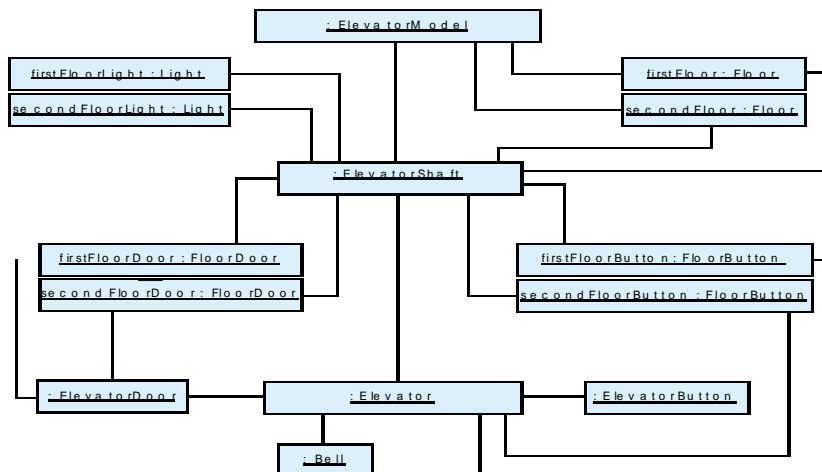 : ElevatorModel
firstFloorLight : Light
firstFloor : Floor
secondFloorLight : Light
secondFloor : Floor
: ElevatorShaft
firstFloorDoor : FloorDoor
firstFloorButton : FloorButton
secondFloorDoor : FloorDoor
secondFloorButton : FloorButton
: ElevatorDoor
: Elevator
: ElevatorButton
: Bell